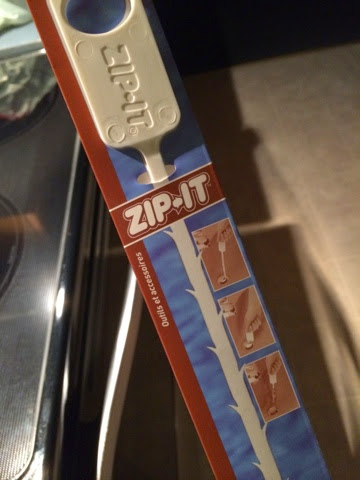 ZIP-IT®
ZIP-IT
Outils et accessoires